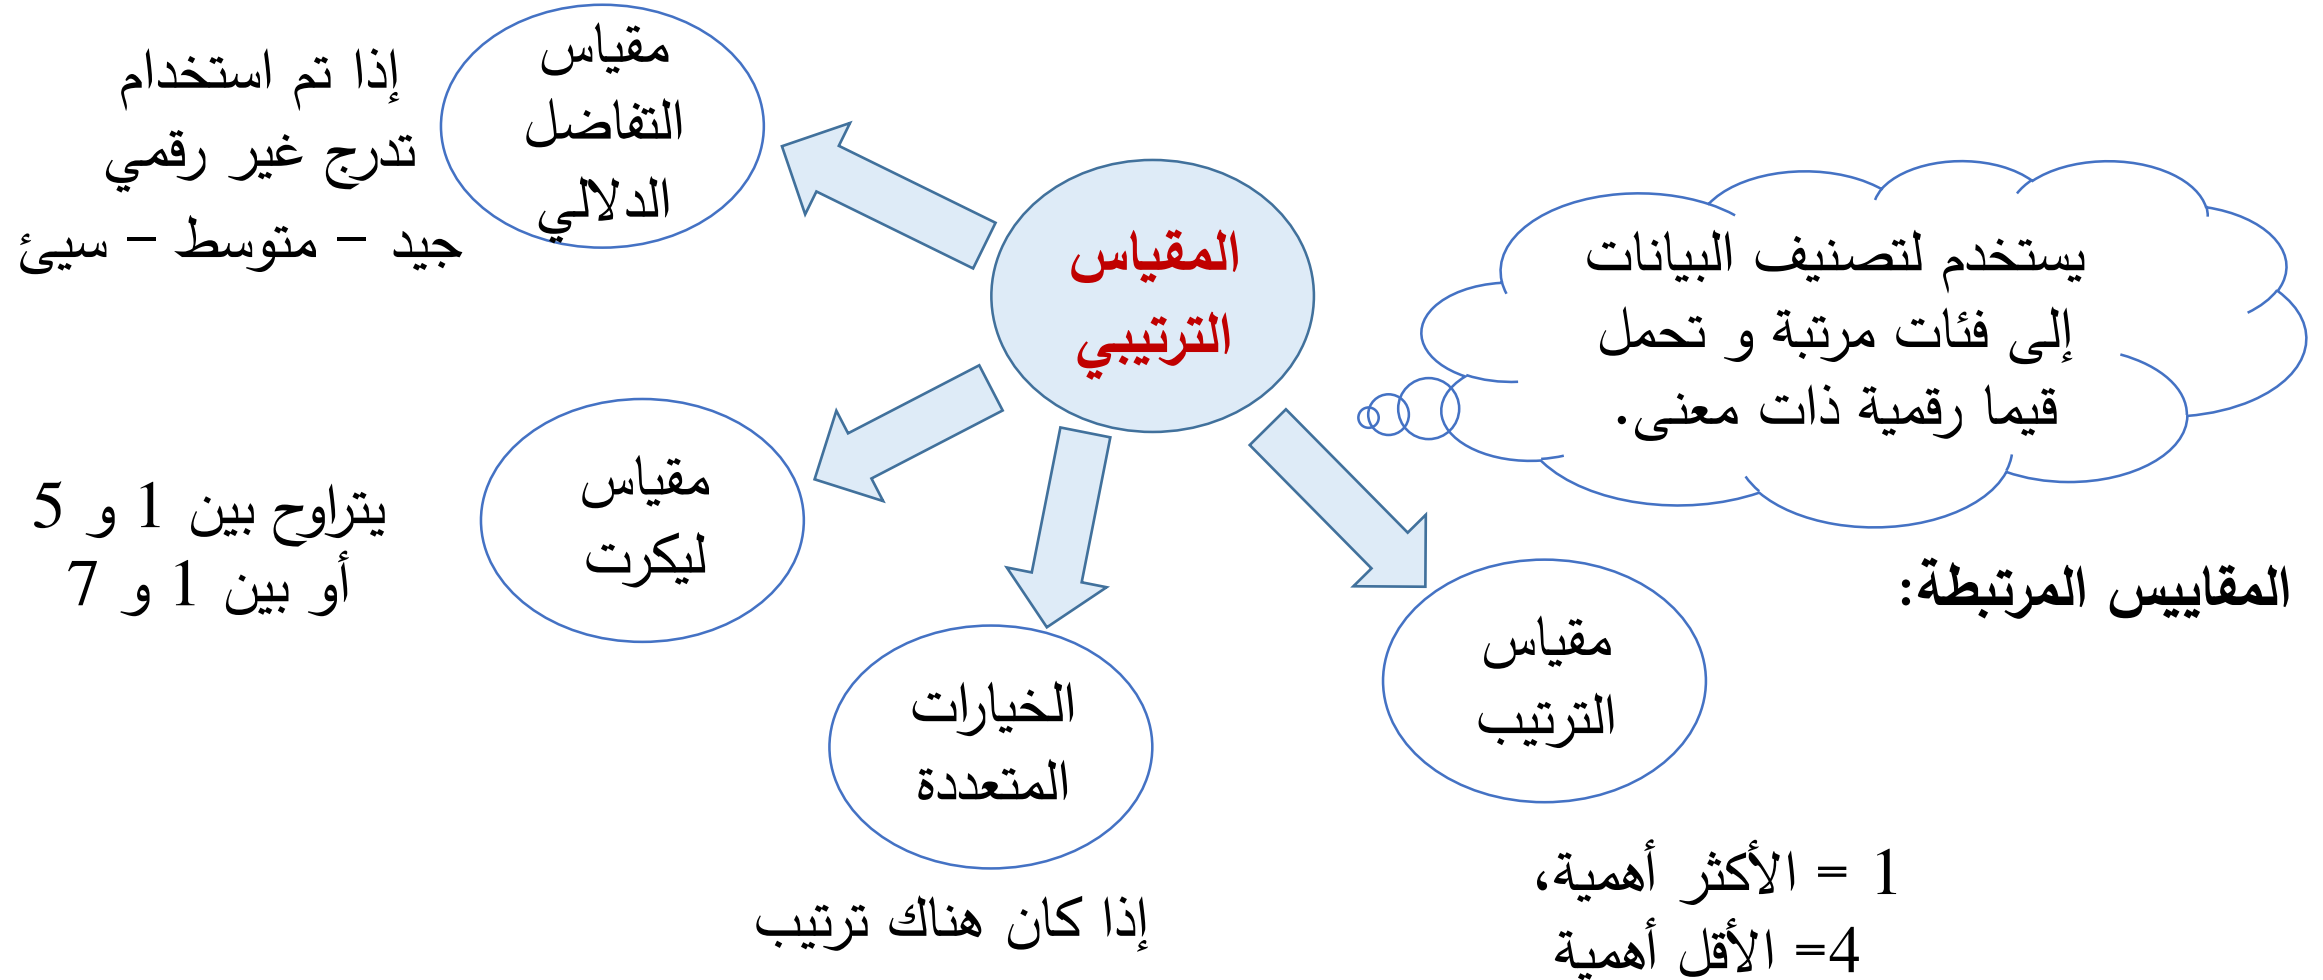 المقياس
الترتيبي
يستخدم لتصنيف البيانات
إلى فئات مرتبة و تحمل
قيما رقمية ذات معنى.
المقاييس المرتبطة:
مقياس
الترتيب
1 = الأكثر أهمية،
4= الأقل أهمية
الخيارات
المتعددة
إذا كان هناك ترتيب
مقياس
ليكرت
يتراوح بين 1 و 5
أو بين 1 و 7
مقياس
التفاضل
الدلالي
إذا تم استخدام
تدرج غير رقمي
جيد – متوسط – سيئ